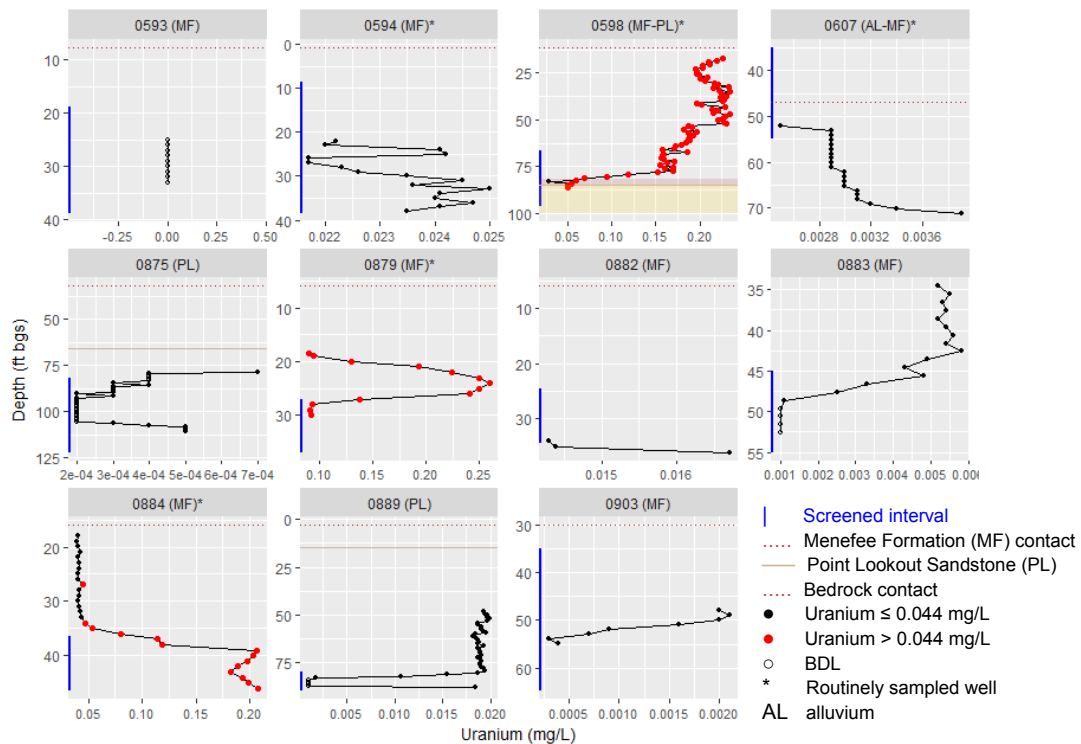 0593 (MF)
0594 (MF)*
0598 (MF-PL)*
0607 (AL-MF)*
10
20
30
40
-0.25
0.00
0.25
0.50
0
10
20
30
40
0.022
0.023
0.024
0.025
25
50
75
100
0.05
0.10
0.15
0.20
40
50
60
70
0.0028
0.0032
0.0036
0875 (PL)
0879 (MF)*
0882 (MF)
0883 (MF)
Depth (ft bgs)
50
75
100
125
2e-04
3e-04
4e-04
5e-04
6e-04
7e-04
10
20
30
0.10
0.15
0.20
0.25
10
20
30
0.015
0.016
35
40
45
50
55
0.001
0.002
0.003
0.004
0.005
0884 (MF)*
0889 (PL)
0903 (MF)
20
30
40
0.05
0.10
0.15
0.20
0
25
50
75
0.005
0.010
0.015
0.020
30
40
50
60
0.0005
0.0010
0.0015
0.0020
Uranium (mg/L)
Screened interval
Menefee Formation (MF) contact
Point Lookout Sandstone (PL)
Bedrock contact
Uranium ≤ 0.044 mg/L
Uranium > 0.044 mg/L
BDL
* Routinely sampled well
AL alluvium